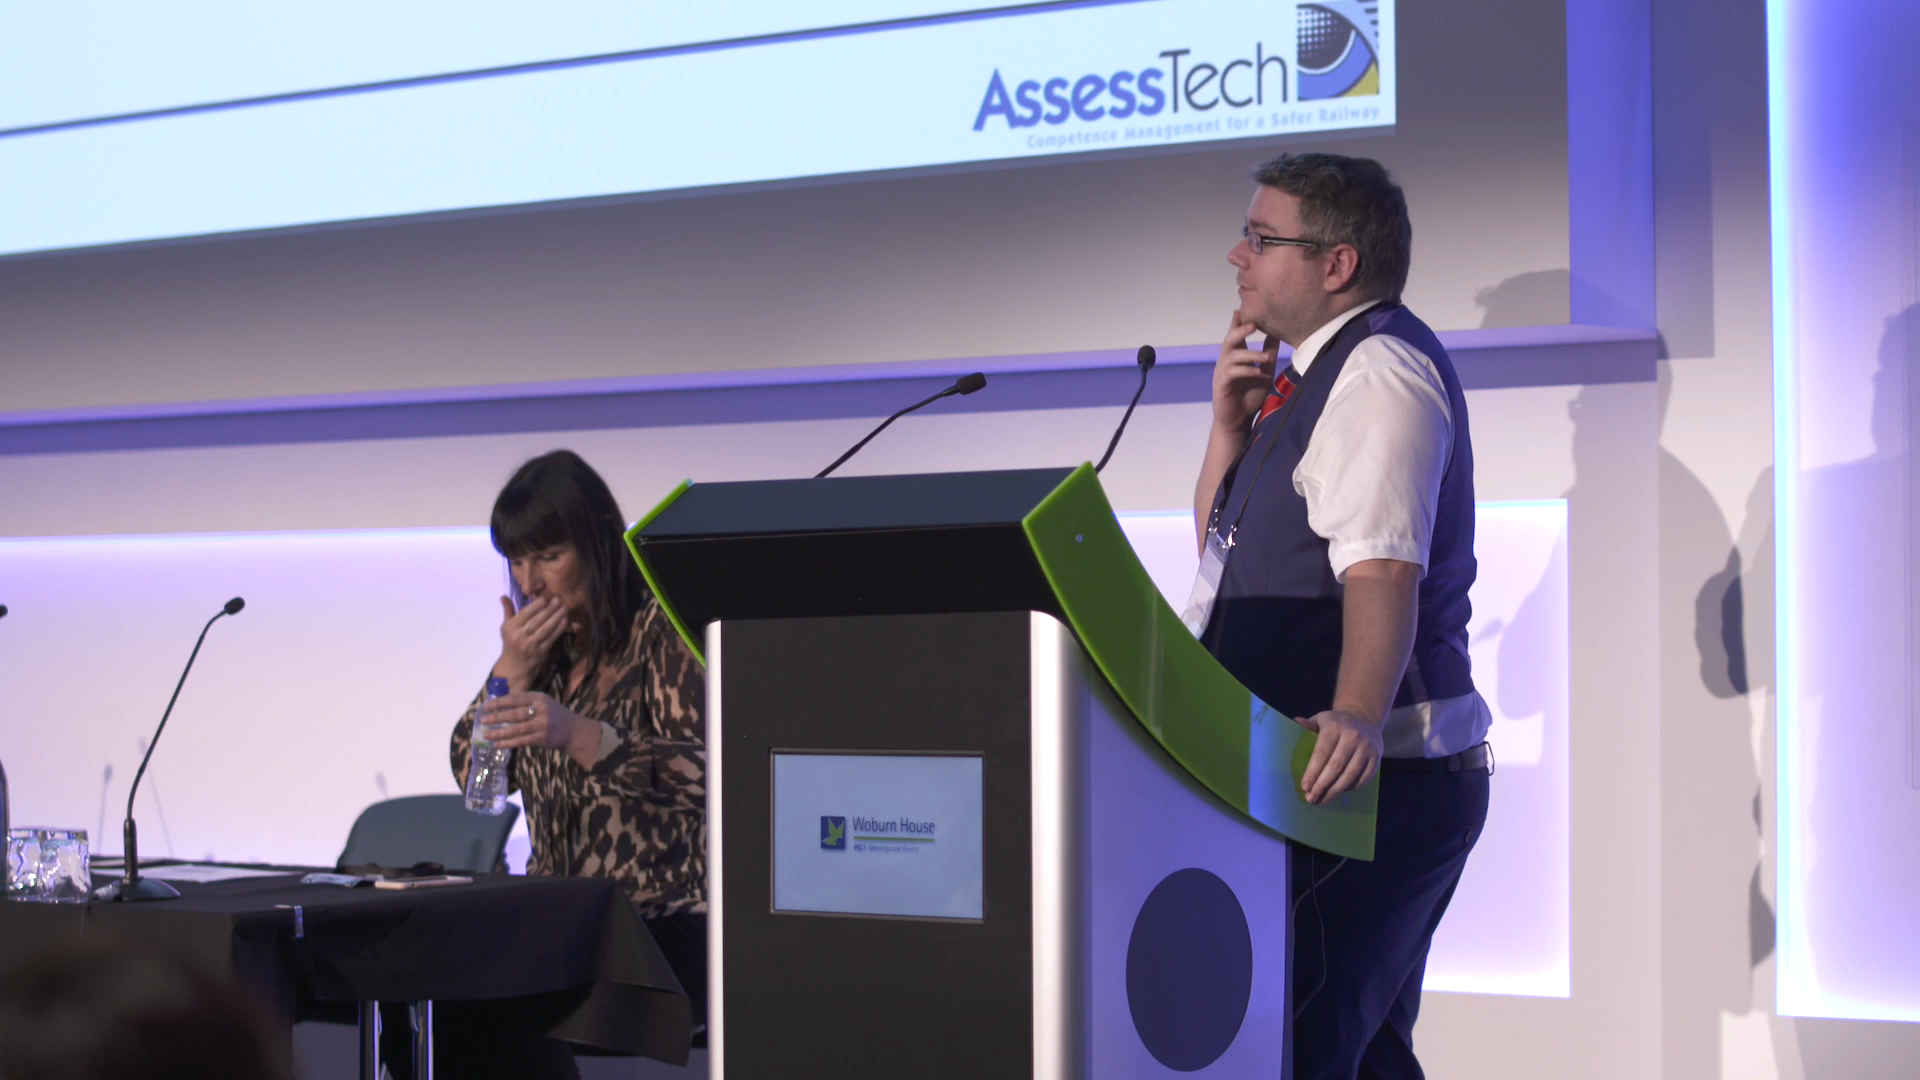 AssessTech
Competence Management for a Safer Railway
Woburn House
WC1 Meetings and Events